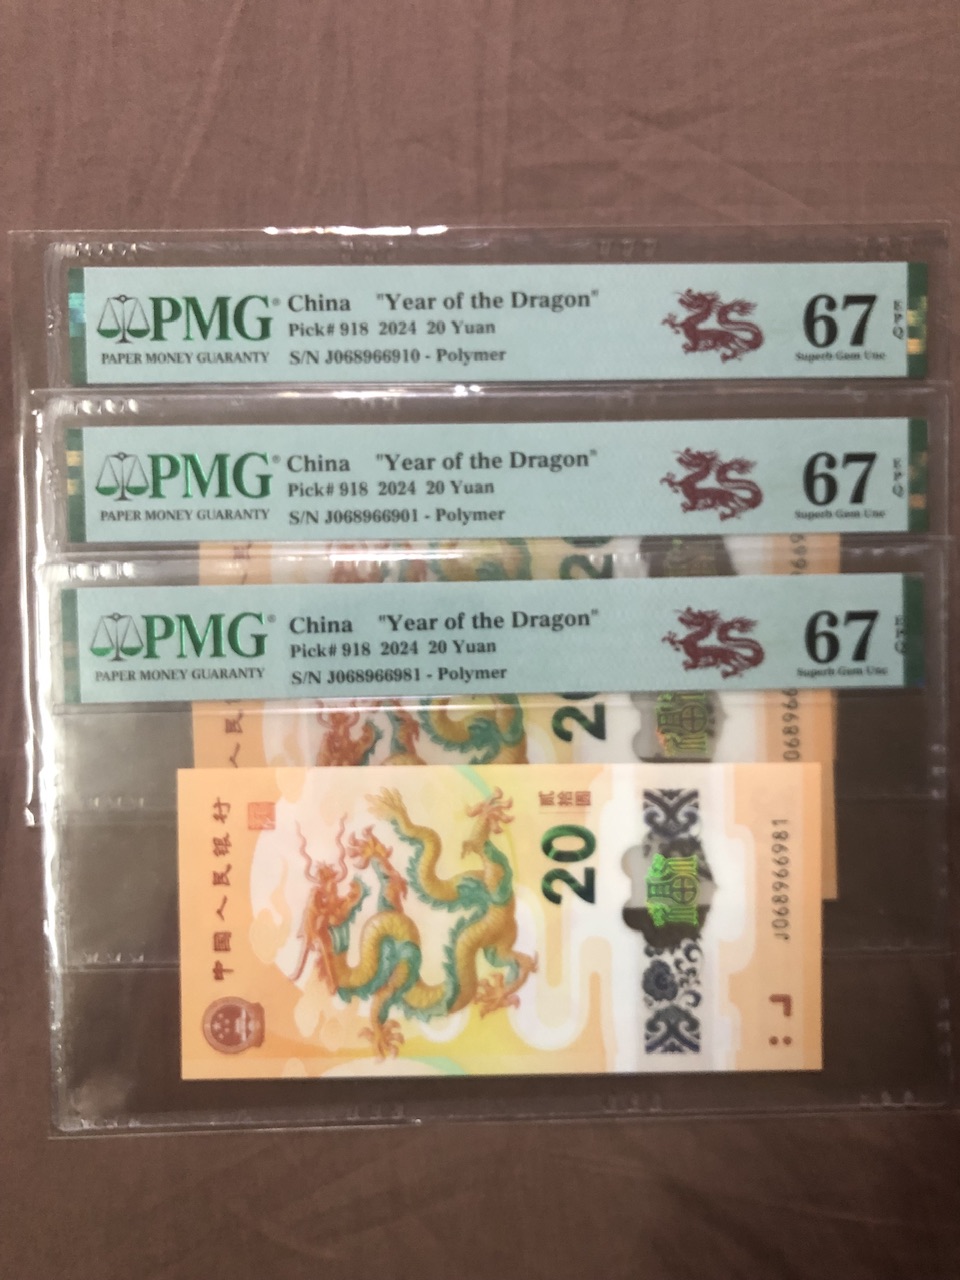 PMG®
PAPER MONEY GUARANTY
China "Year of the Dragon"
Pick# 918 2024 20 Yuan
S/N J068966910 - Polymer
67 EPQ
Superb Gem Unc
PMG®
PAPER MONEY GUARANTY
China "Year of the Dragon"
Pick# 918 2024 20 Yuan
S/N J068966901 - Polymer
67 EPQ
Superb Gem Unc
PMG®
PAPER MONEY GUARANTY
China "Year of the Dragon"
Pick# 918 2024 20 Yuan
S/N J068966981 - Polymer
67 EPQ
Superb Gem Unc
中国人民银行
贰拾圆
20
J068966981